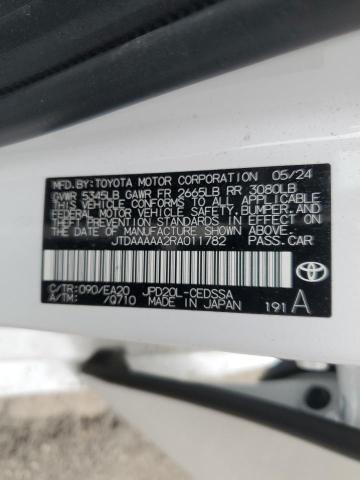 MFD.BY:TOYOTA MOTOR CORPORATION 05/24
GVWR 5345LB GAWR FR 2665LB RR 3080LB
THIS VEHICLE CONFORMS TO ALL APPLICABLE
FEDERAL MOTOR VEHICLE SAFETY,BUMPER,AND
THEFT PREVENTION STANDARDS IN EFFECT ON
THE DATE OF MANUFACTURE SHOWN ABOVE.
JTDAAAAA2RA011782 PASS.CAR
C/TR:090/EA20 JPD20L-CEDSSA
A/TM: /Q710 MADE IN JAPAN 191 A